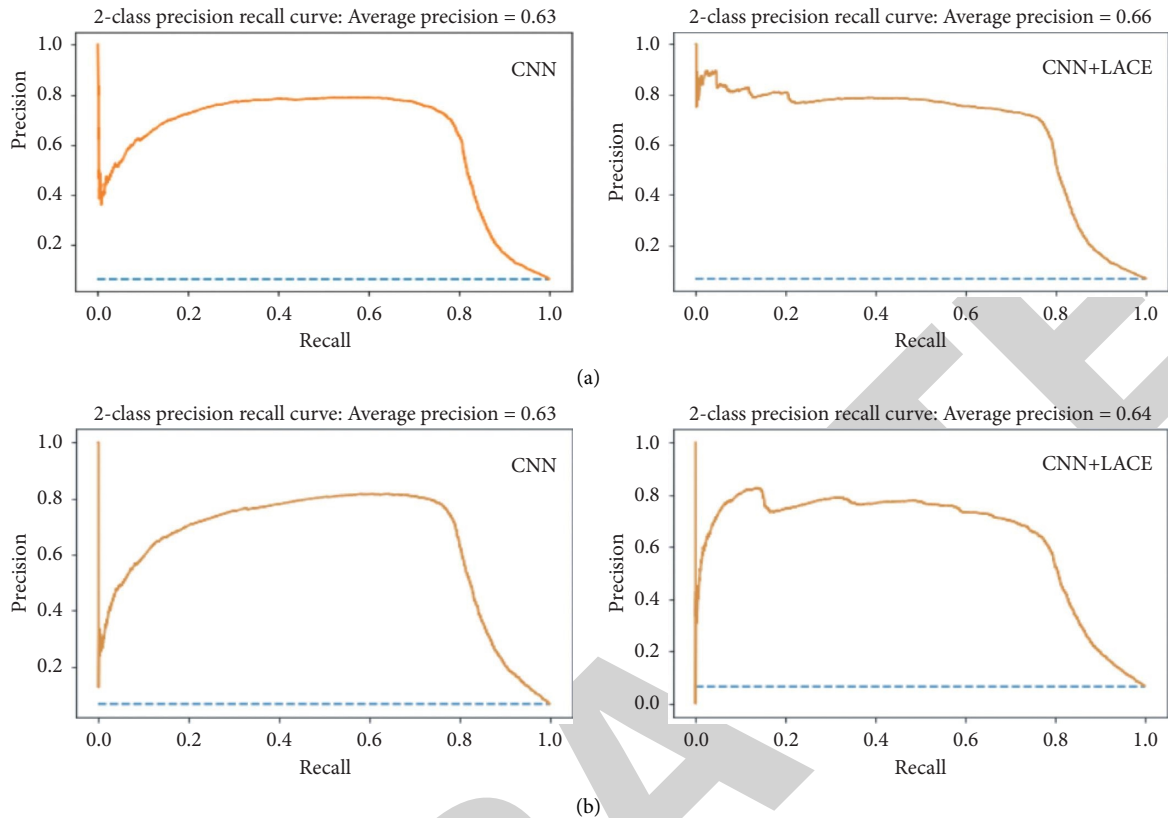 2-class precision recall curve: Average precision = 0.63
1.0
0.8
0.6
0.4
0.2
Precision
CNN
0.0 0.2 0.4 0.6 0.8 1.0
Recall
2-class precision recall curve: Average precision = 0.66
1.0
0.8
0.6
0.4
0.2
Precision
CNN+LACE
0.0 0.2 0.4 0.6 0.8 1.0
Recall
(a)
2-class precision recall curve: Average precision = 0.63
1.0
0.8
0.6
0.4
0.2
Precision
CNN
0.0 0.2 0.4 0.6 0.8 1.0
Recall
2-class precision recall curve: Average precision = 0.64
1.0
0.8
0.6
0.4
0.2
0.0
Precision
CNN+LACE
0.0 0.2 0.4 0.6 0.8 1.0
Recall
(b)